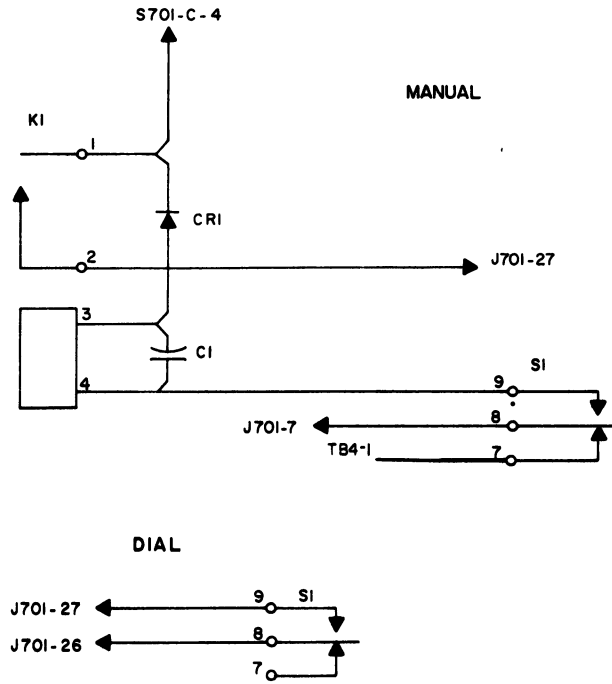 S701-C-4
MANUAL
K1
1
CR1
2
J701-27
3
C1
4
9
S1
J701-7
8
TB4-1
7
DIAL
J701-27
9
S1
J701-26
8
7